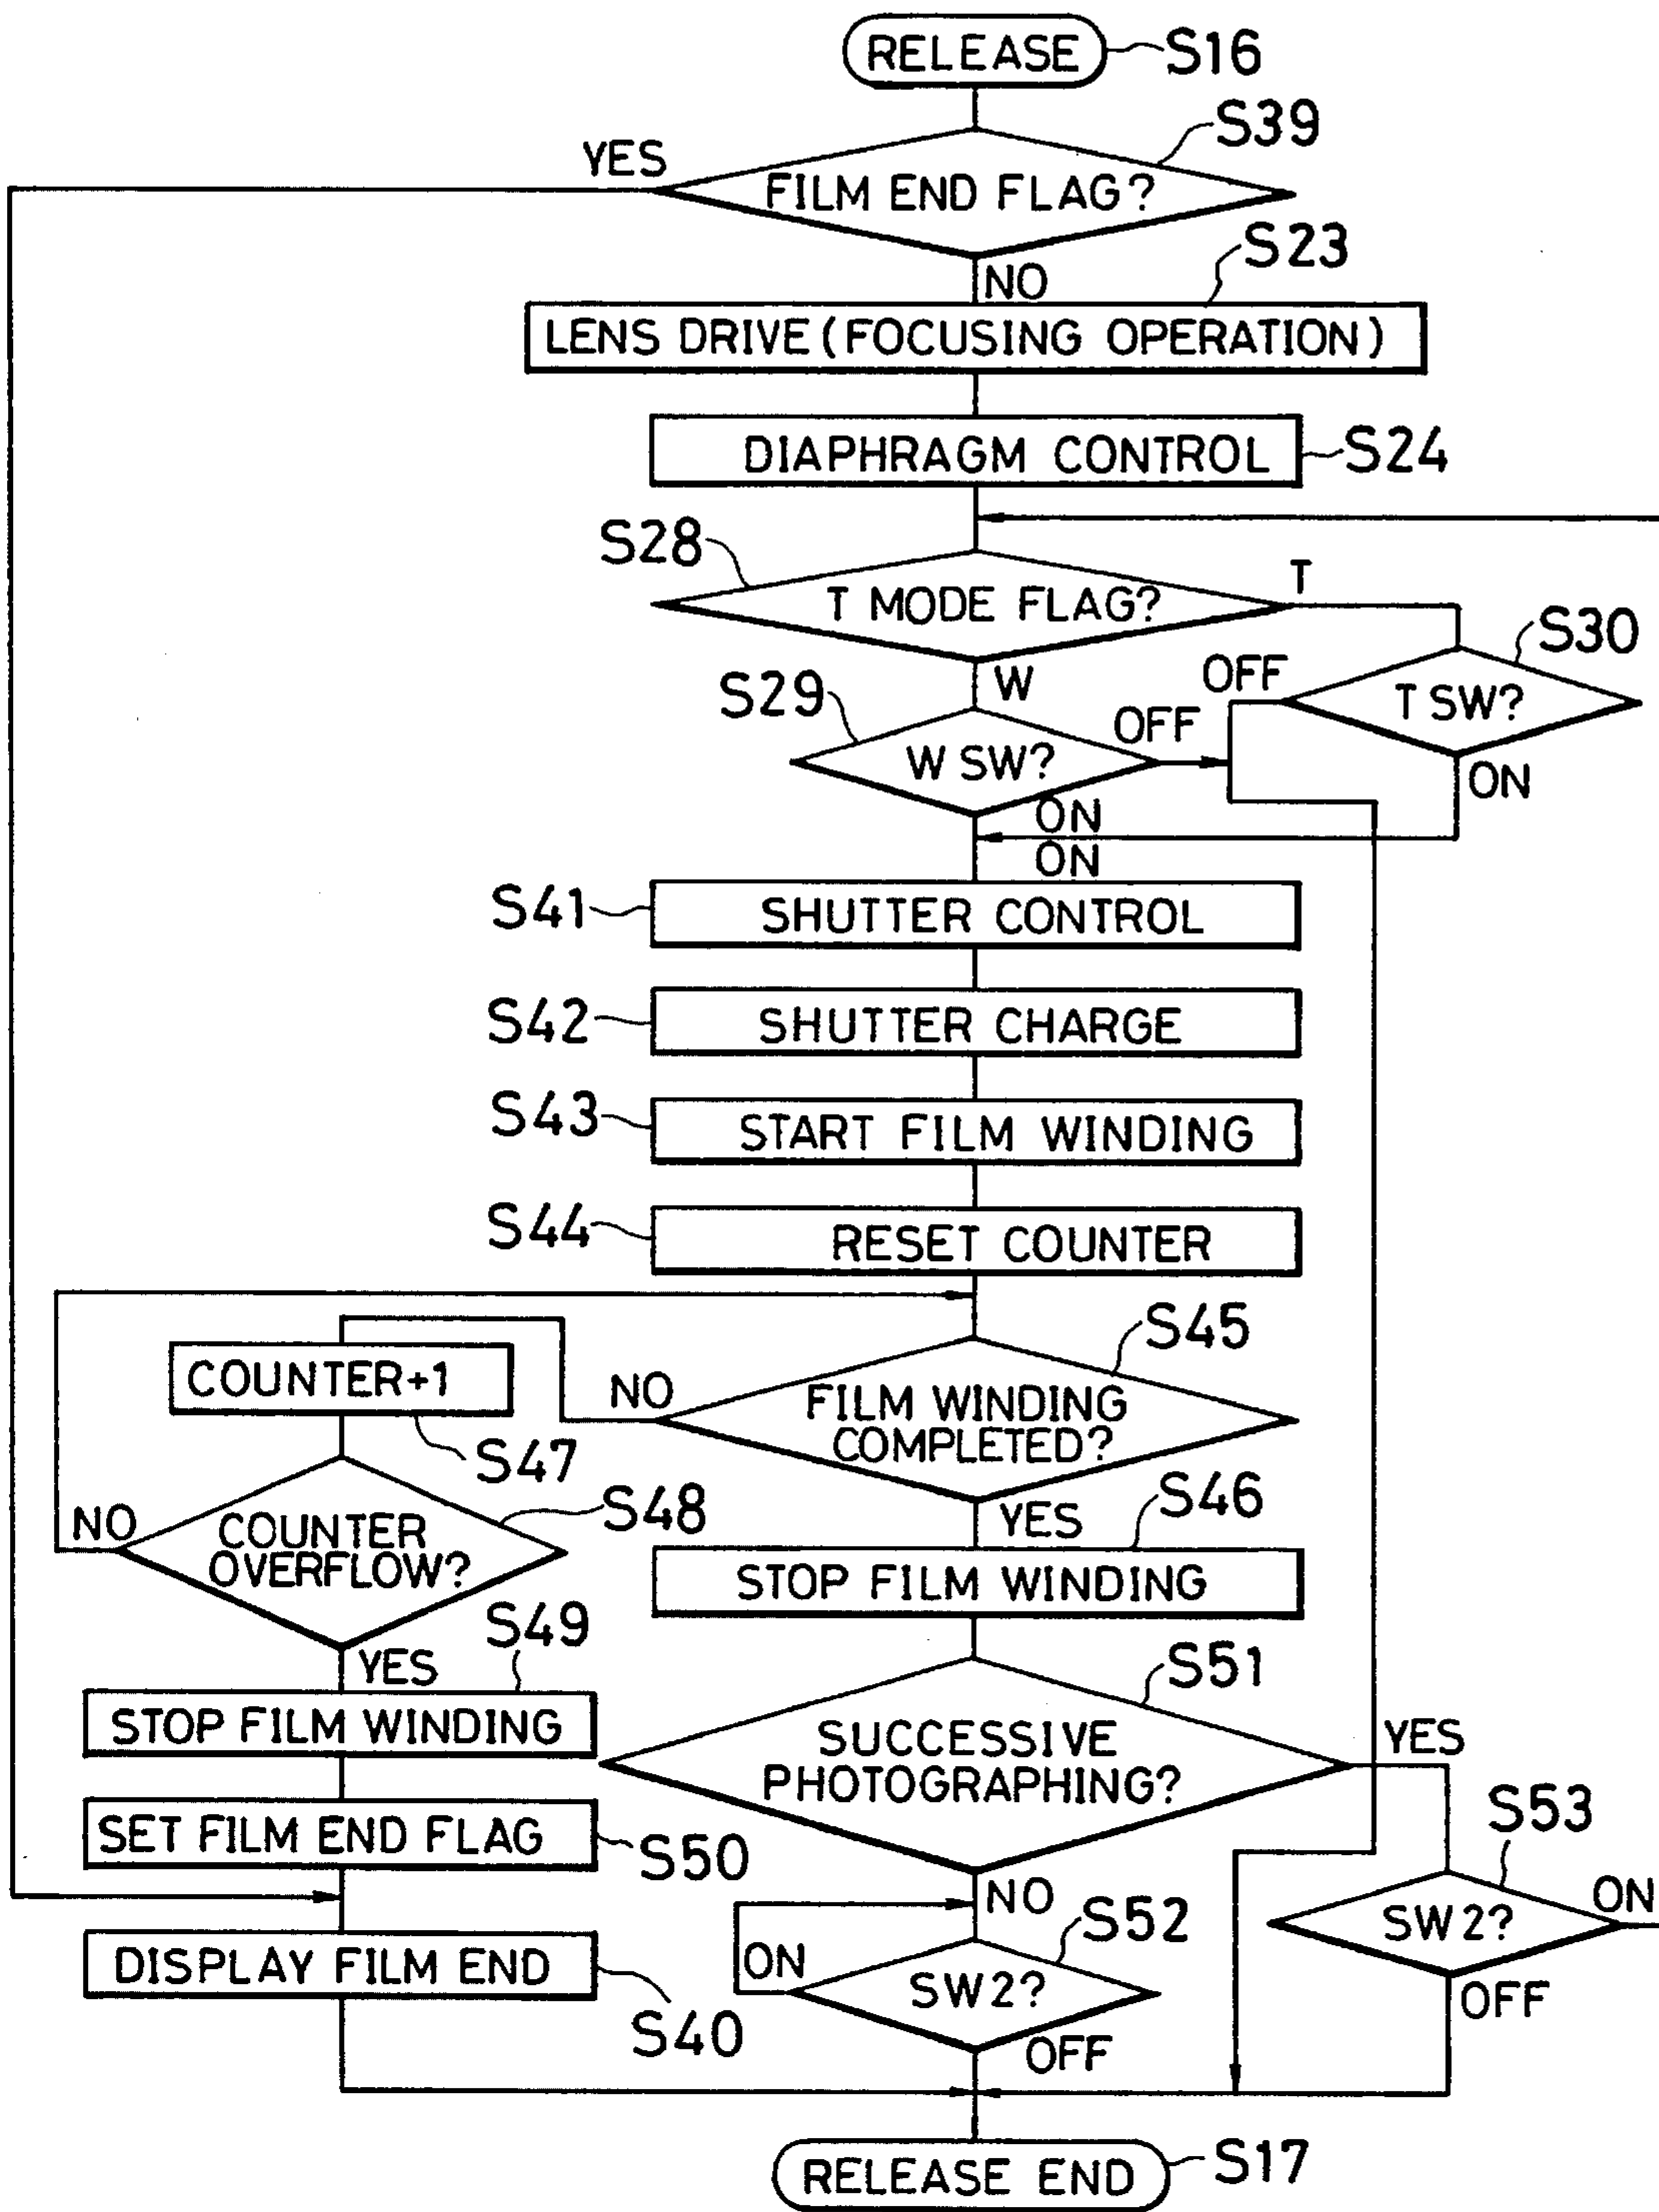 RELEASE
S16
S39
YES
FILM END FLAG?
S23
NO
LENS DRIVE (FOCUSING OPERATION)
DIAPHRAGM CONTROL
S24
S28
T
T MODE FLAG?
S30
W
OFF
S29
T SW?
OFF
W SW?
ON
ON
ON
S41
SHUTTER CONTROL
S42
SHUTTER CHARGE
S43
START FILM WINDING
S44
RESET COUNTER
S45
COUNTER+1
NO
FILM WINDING
COMPLETED?
S47
S46
S48
NO
COUNTER
OVERFLOW?
YES
STOP FILM WINDING
S49
S51
YES
STOP FILM WINDING
SUCCESSIVE
PHOTOGRAPHING?
YES
S53
SET FILM END FLAG
S50
NO
S52
ON
SW2?
DISPLAY FILM END
ON
SW2?
OFF
S40
OFF
RELEASE END
S17